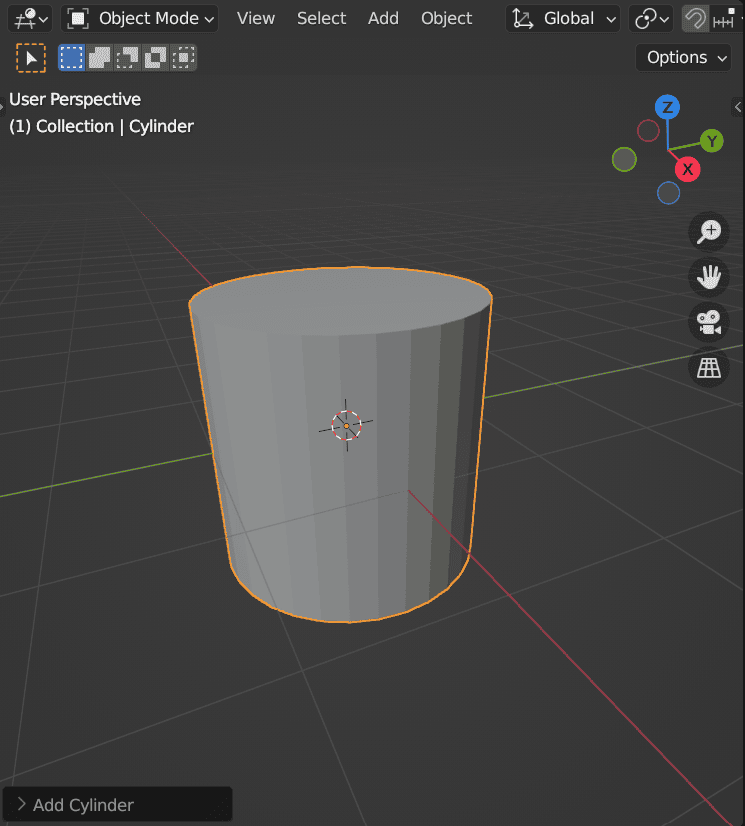 Object Mode View Select Add Object Global
Options
User Perspective
(1) Collection | Cylinder
Z
Y
X
Add Cylinder